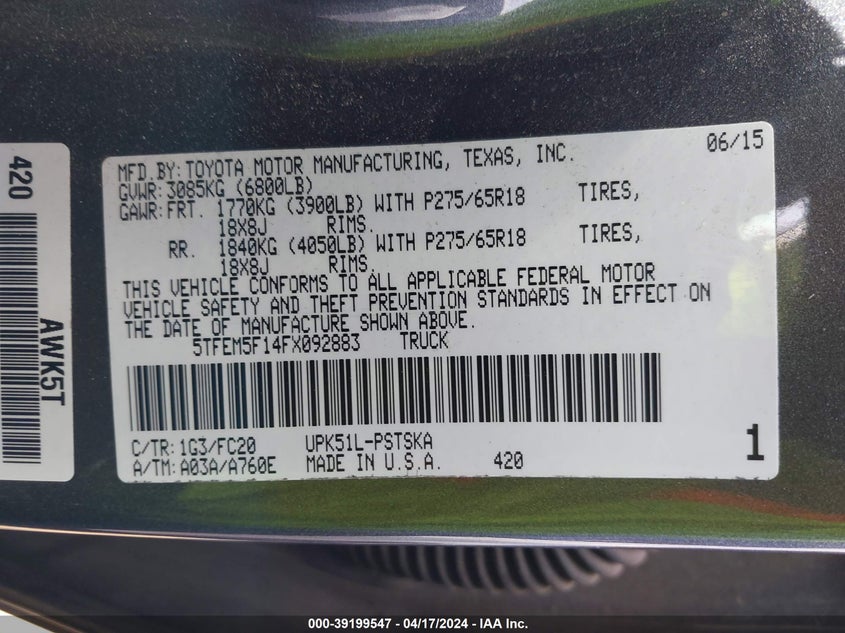 420
AWK5T
06/15
MFD.BY: TOYOTA MOTOR MANUFACTURING, TEXAS, INC.
GVWR: 3085KG (6800LB)
GAWR: FRT. 1770KG (3900LB) WITH P275/65R18 TIRES,
18X8J RIMS.
RR. 1840KG (4050LB) WITH P275/65R18 TIRES,
18X8J RIMS.
THIS VEHICLE CONFORMS TO ALL APPLICABLE FEDERAL MOTOR
VEHICLE SAFETY AND THEFT PREVENTION STANDARDS IN EFFECT ON
THE DATE OF MANUFACTURE SHOWN ABOVE.
5TFEM5F14FX092883 TRUCK
C/TR: 1G3/FC20 UPK51L-PSTSKA
A/TM: A03A/A760E MADE IN U.S.A. 420
1
000-39199547 - 04/17/2024 - IAA Inc.